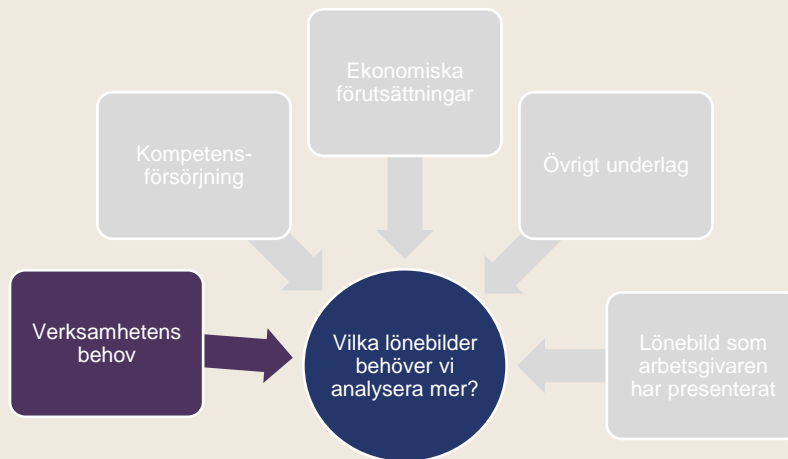 Ekonomiska
förutsättningar
Kompetens-
försörjning
Övrigt underlag
Verksamhetens
behov
Vilka lönebilder
behöver vi
analysera mer?
Lönebild som
arbetsgivaren
har presenterat